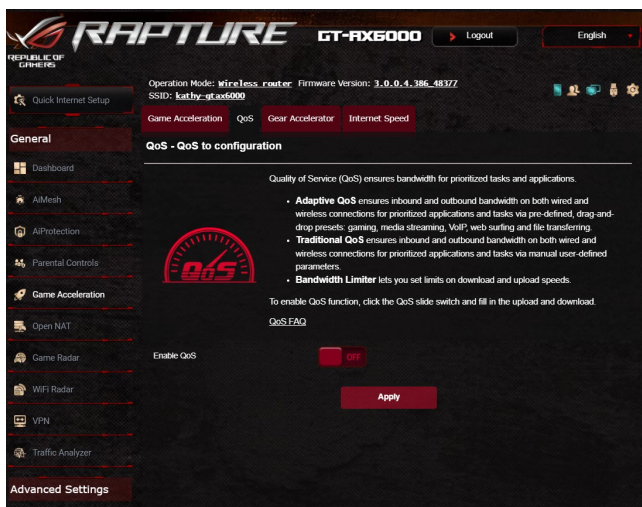 RAPTURE
REPUBLIC OF
GAMERS
GT-AX6000
Logout
English
Operation Mode: Wireless router Firmware Version: 3.0.0.4.386_48377
SSID: kathy-gtax6000
Quick Internet Setup
Game Acceleration QoS Gear Accelerator Internet Speed
General
Dashboard
AiMesh
AiProtection
Parental Controls
Game Acceleration
Open NAT
Game Radar
WiFi Radar
VPN
Traffic Analyzer
Advanced Settings
QoS - QoS to configuration
QoS
Quality of Service (QoS) ensures bandwidth for prioritized tasks and applications.
• Adaptive QoS ensures inbound and outbound bandwidth on both wired and
wireless connections for prioritized applications and tasks via pre-defined, drag-and-
drop presets: gaming, media streaming, VoIP, web surfing and file transferring.
• Traditional QoS ensures inbound and outbound bandwidth on both wired and
wireless connections for prioritized applications and tasks via manual user-defined
parameters.
• Bandwidth Limiter lets you set limits on download and upload speeds.
To enable QoS function, click the QoS slide switch and fill in the upload and download.
QoS FAQ
Enable QoS
OFF
Apply